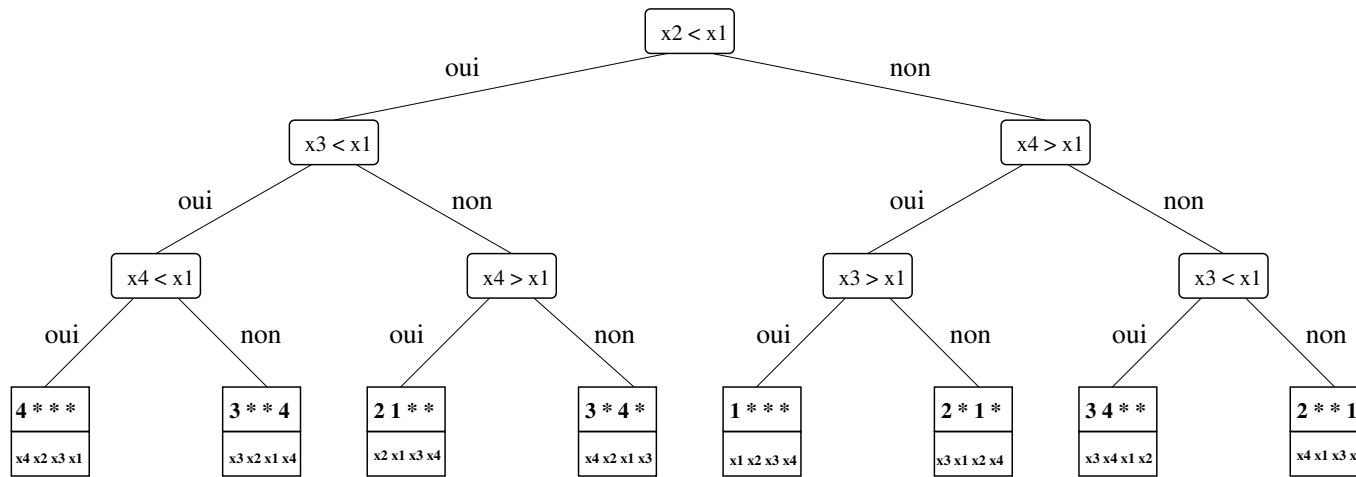 x2 < x1
oui non
x3 < x1 x4 > x1
oui non oui non
x4 < x1 x4 > x1 x3 > x1 x3 < x1
oui non oui non oui non oui non
4 * * * 3 * * 4 2 1 * * 3 * 4 * 1 * * * 2 * 1 * 3 4 * * 2 * * 1
x4 x2 x3 x1 x3 x2 x1 x4 x2 x1 x3 x4 x4 x2 x1 x3 x1 x2 x3 x4 x3 x1 x2 x4 x3 x4 x1 x2 x4 x1 x3